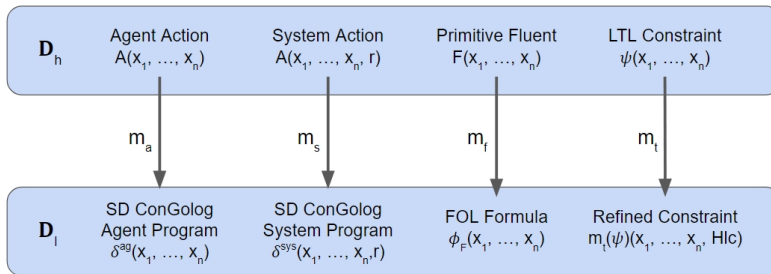 D_h
Agent Action
A(x_1, ..., x_n)
System Action
A(x_1, ..., x_n, r)
Primitive Fluent
F(x_1, ..., x_n)
LTL Constraint
ψ(x_1, ..., x_n)
m_a
m_s
m_f
m_t
D_l
SD ConGolog
Agent Program
δ^ag(x_1, ..., x_n)
SD ConGolog
System Program
δ^sys(x_1, ..., x_n,r)
FOL Formula
ϕ_F(x_1, ..., x_n)
Refined Constraint
m_t(ψ)(x_1, ..., x_n, Hlc)